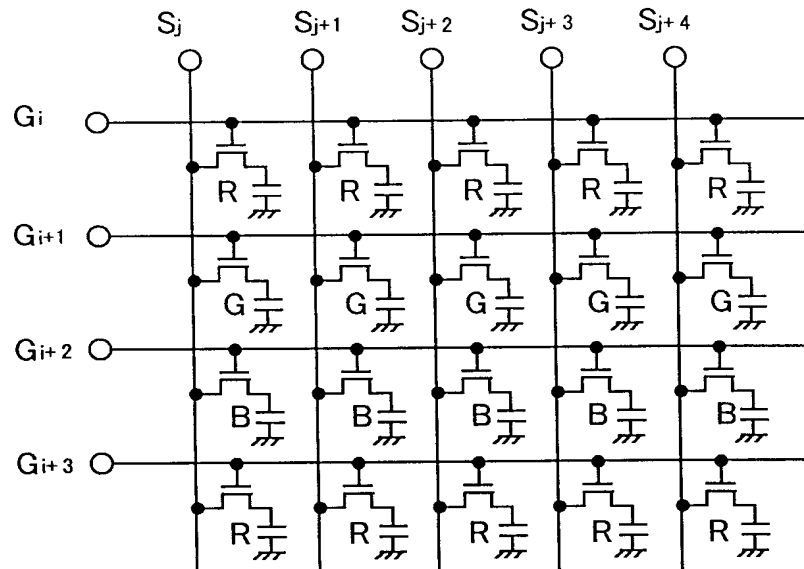 Sj Sj+1 Sj+2 Sj+3 Sj+4
Gi
R R R R R
Gi+1
G G G G G
Gi+2
B B B B B
Gi+3
R R R R R